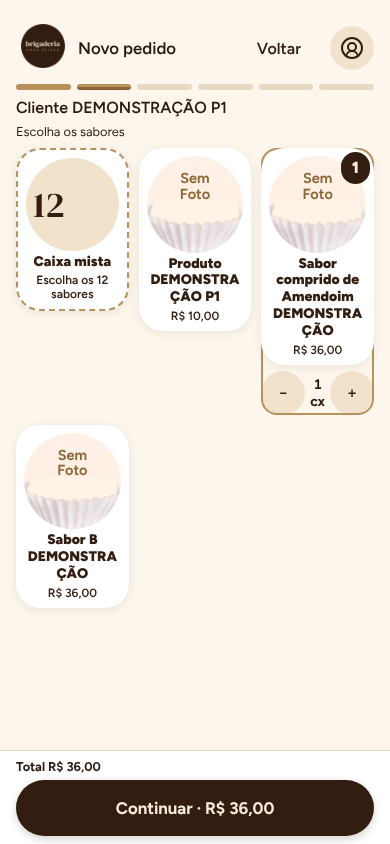 brigaderia
Novo pedido
Voltar
Cliente DEMONSTRAÇÃO P1
Escolha os sabores
12
Caixa mista
Escolha os 12
sabores
Sem
Foto
Produto
DEMONSTRA
ÇÃO P1
R$ 10,00
Sem
Foto
1
Sabor
comprido de
Amendoim
DEMONSTRA
ÇÃO
R$ 36,00
−
1
cx
+
Sem
Foto
Sabor B
DEMONSTRA
ÇÃO
R$ 36,00
Total R$ 36,00
Continuar · R$ 36,00